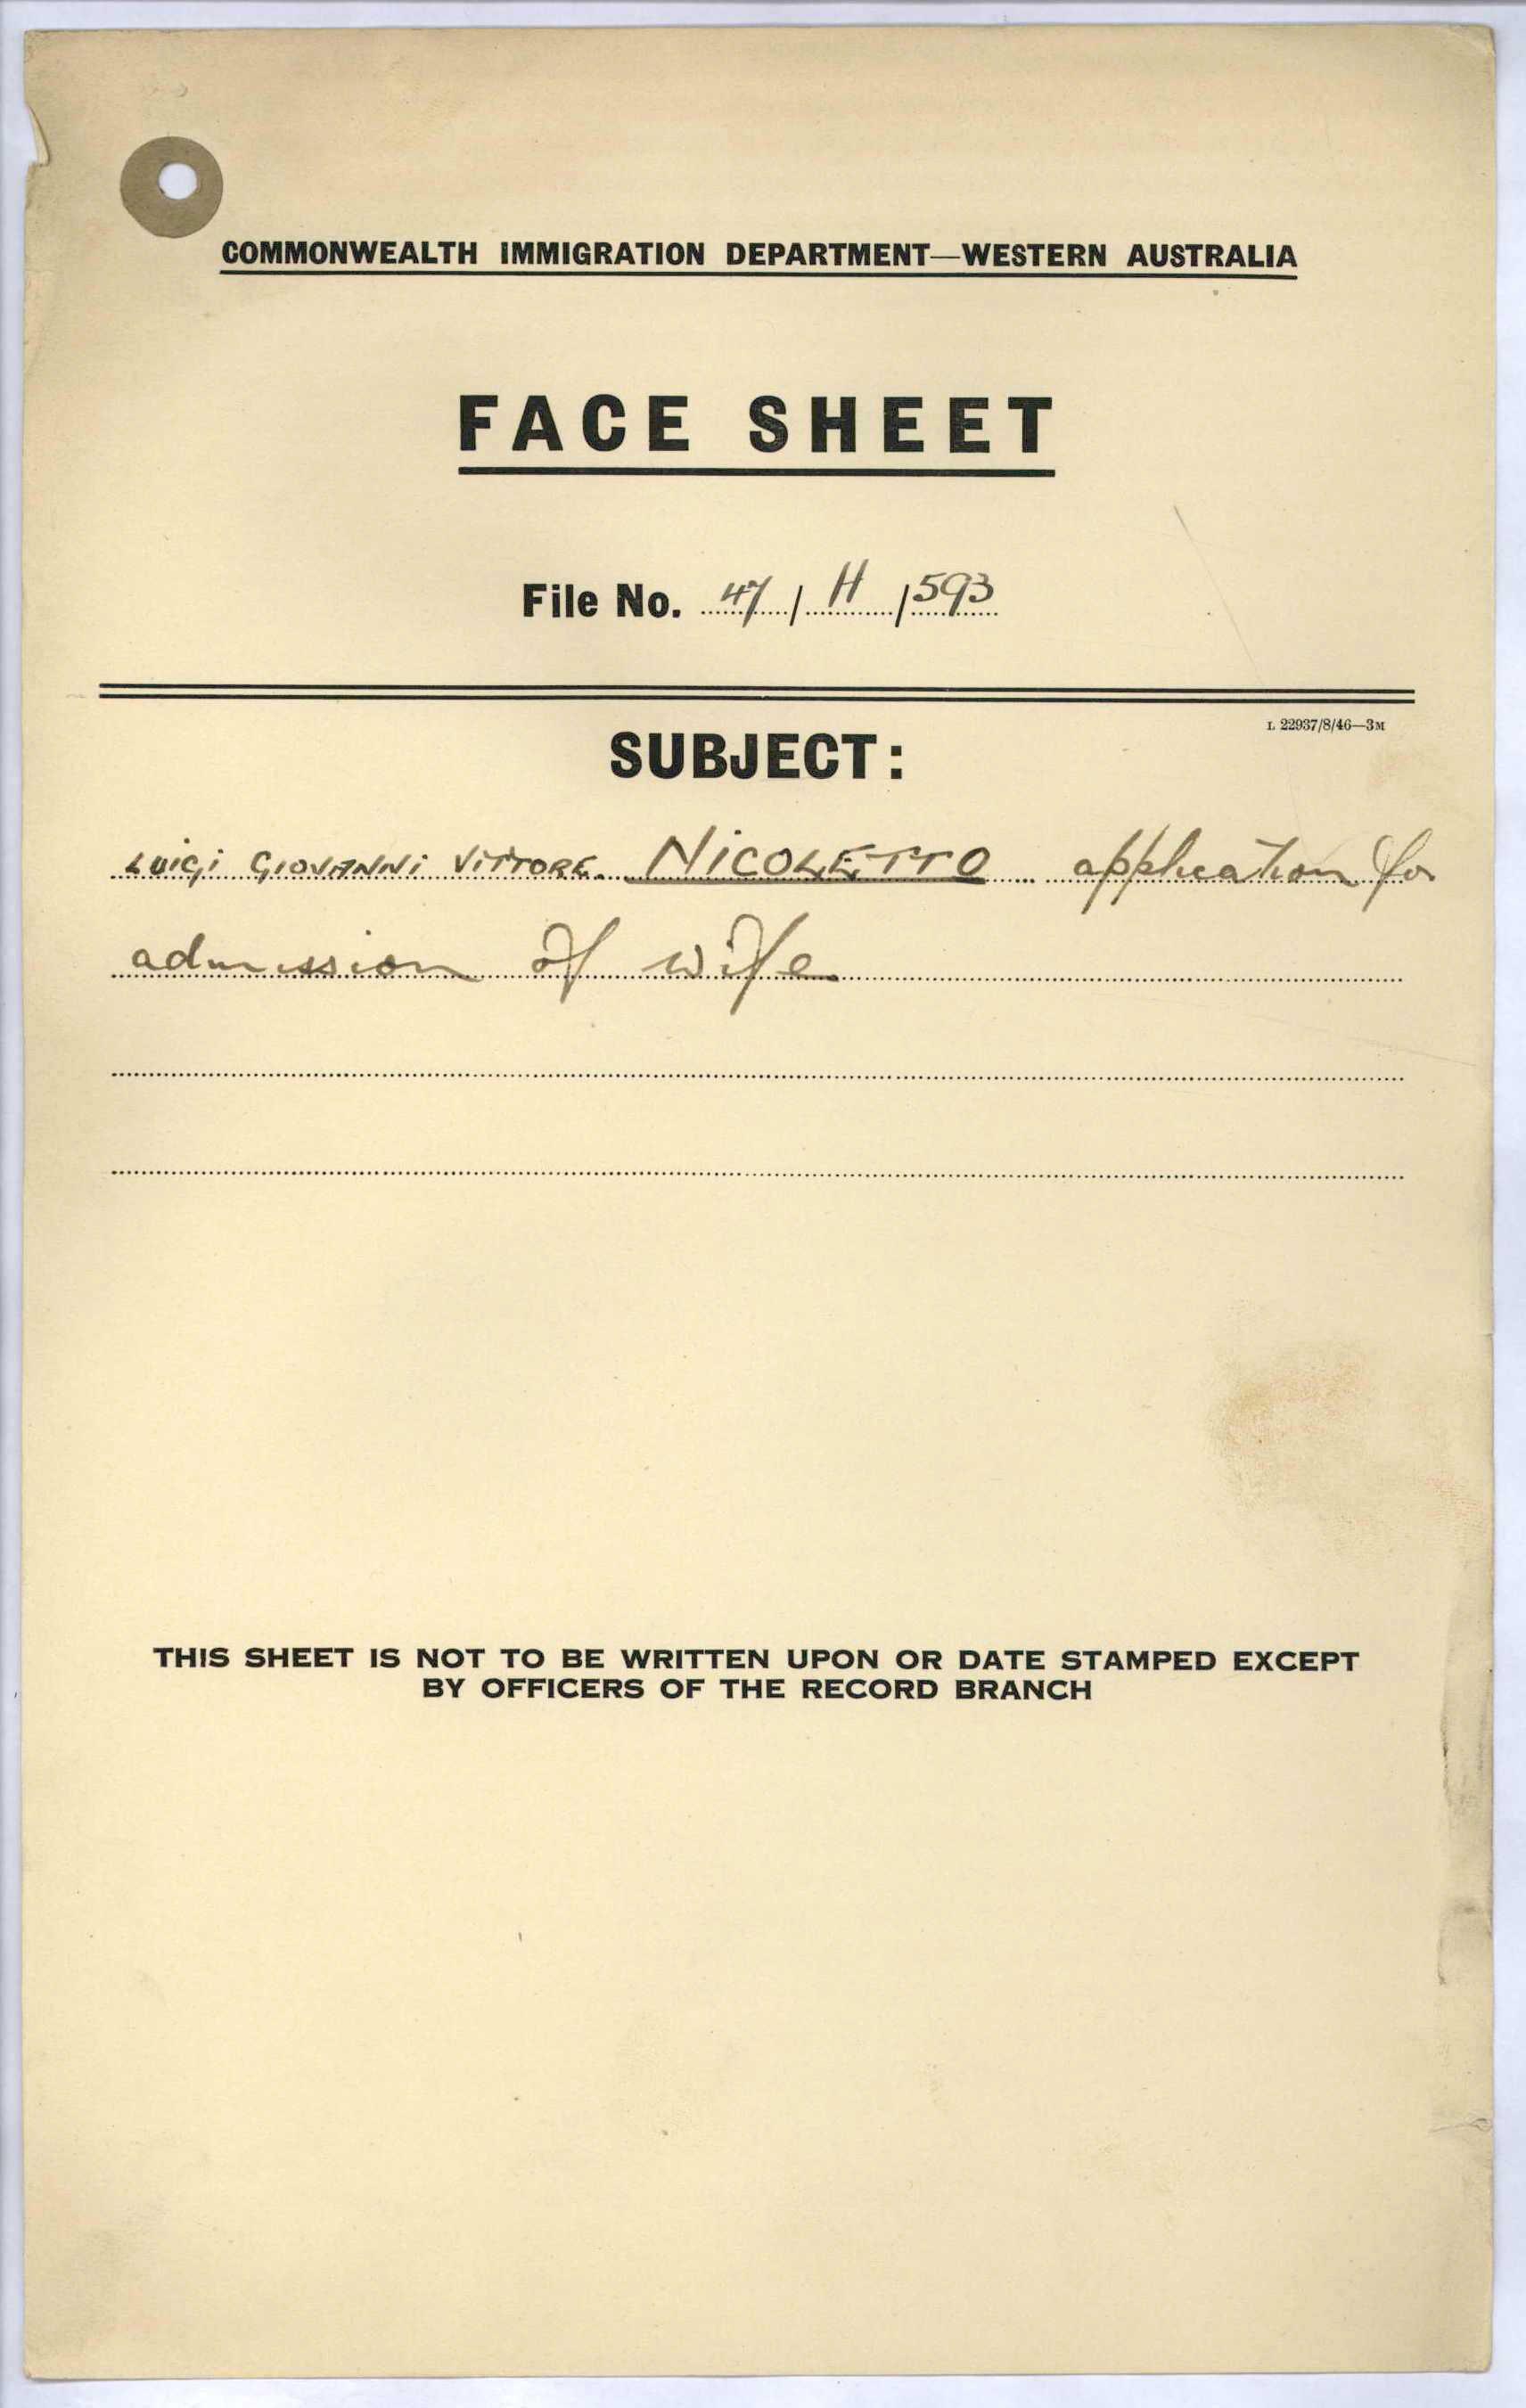 COMMONWEALTH IMMIGRATION DEPARTMENT—WESTERN AUSTRALIA
FACE SHEET
File No. 47 / H / 593
L 22937/8/46—3M
SUBJECT:
LUIGI GIOVANNI VITTORE NICOLETTO application for
admission of wife
THIS SHEET IS NOT TO BE WRITTEN UPON OR DATE STAMPED EXCEPT
BY OFFICERS OF THE RECORD BRANCH